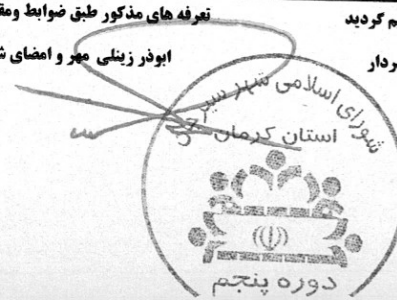 م گردید
تعرفه های مذکور طبق ضوابط ومق
ردار
ابوذر زینلی مهر و امضای ش
شورای اسلامی شهر سیرجان
استان کرمان
دوره پنجم